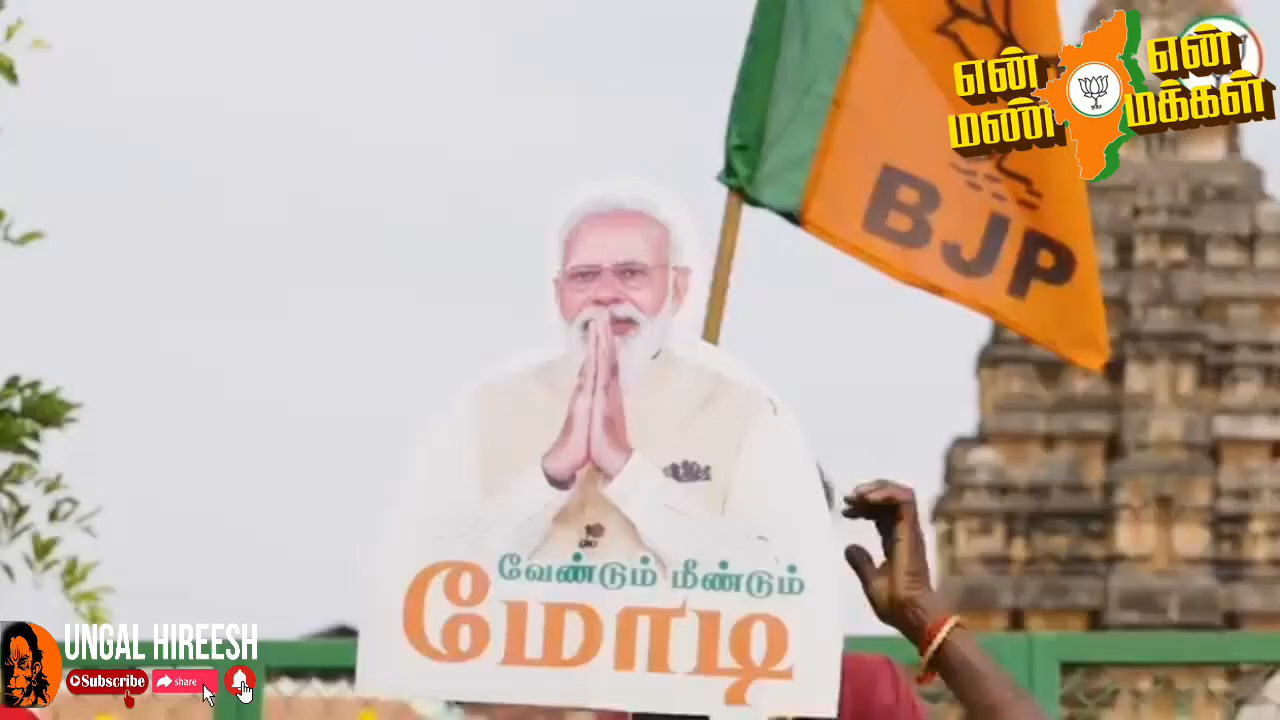 என் மண்
என் மக்கள்
BJP
வேண்டும் மீண்டும்
மோடி
UNGAL HIREESH
Subscribe
share